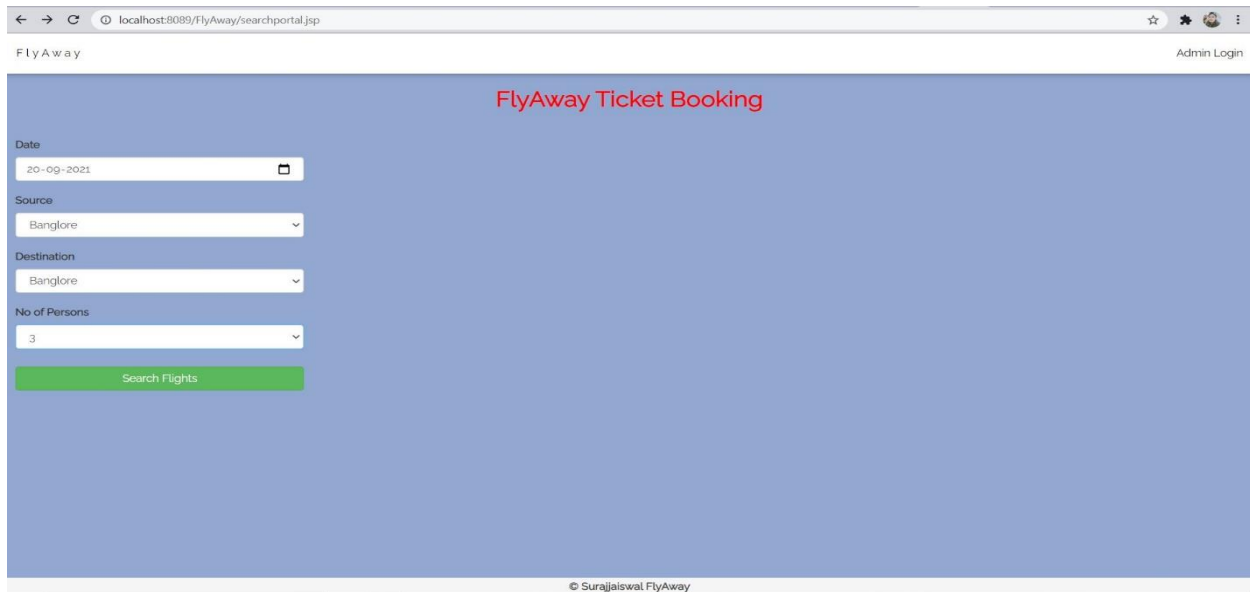 localhost:8089/FlyAway/searchportal.jsp
FlyAway
Admin Login
FlyAway Ticket Booking
Date
20-09-2021
Source
Banglore
Destination
Banglore
No of Persons
3
Search Flights
© Surajjaiswal FlyAway